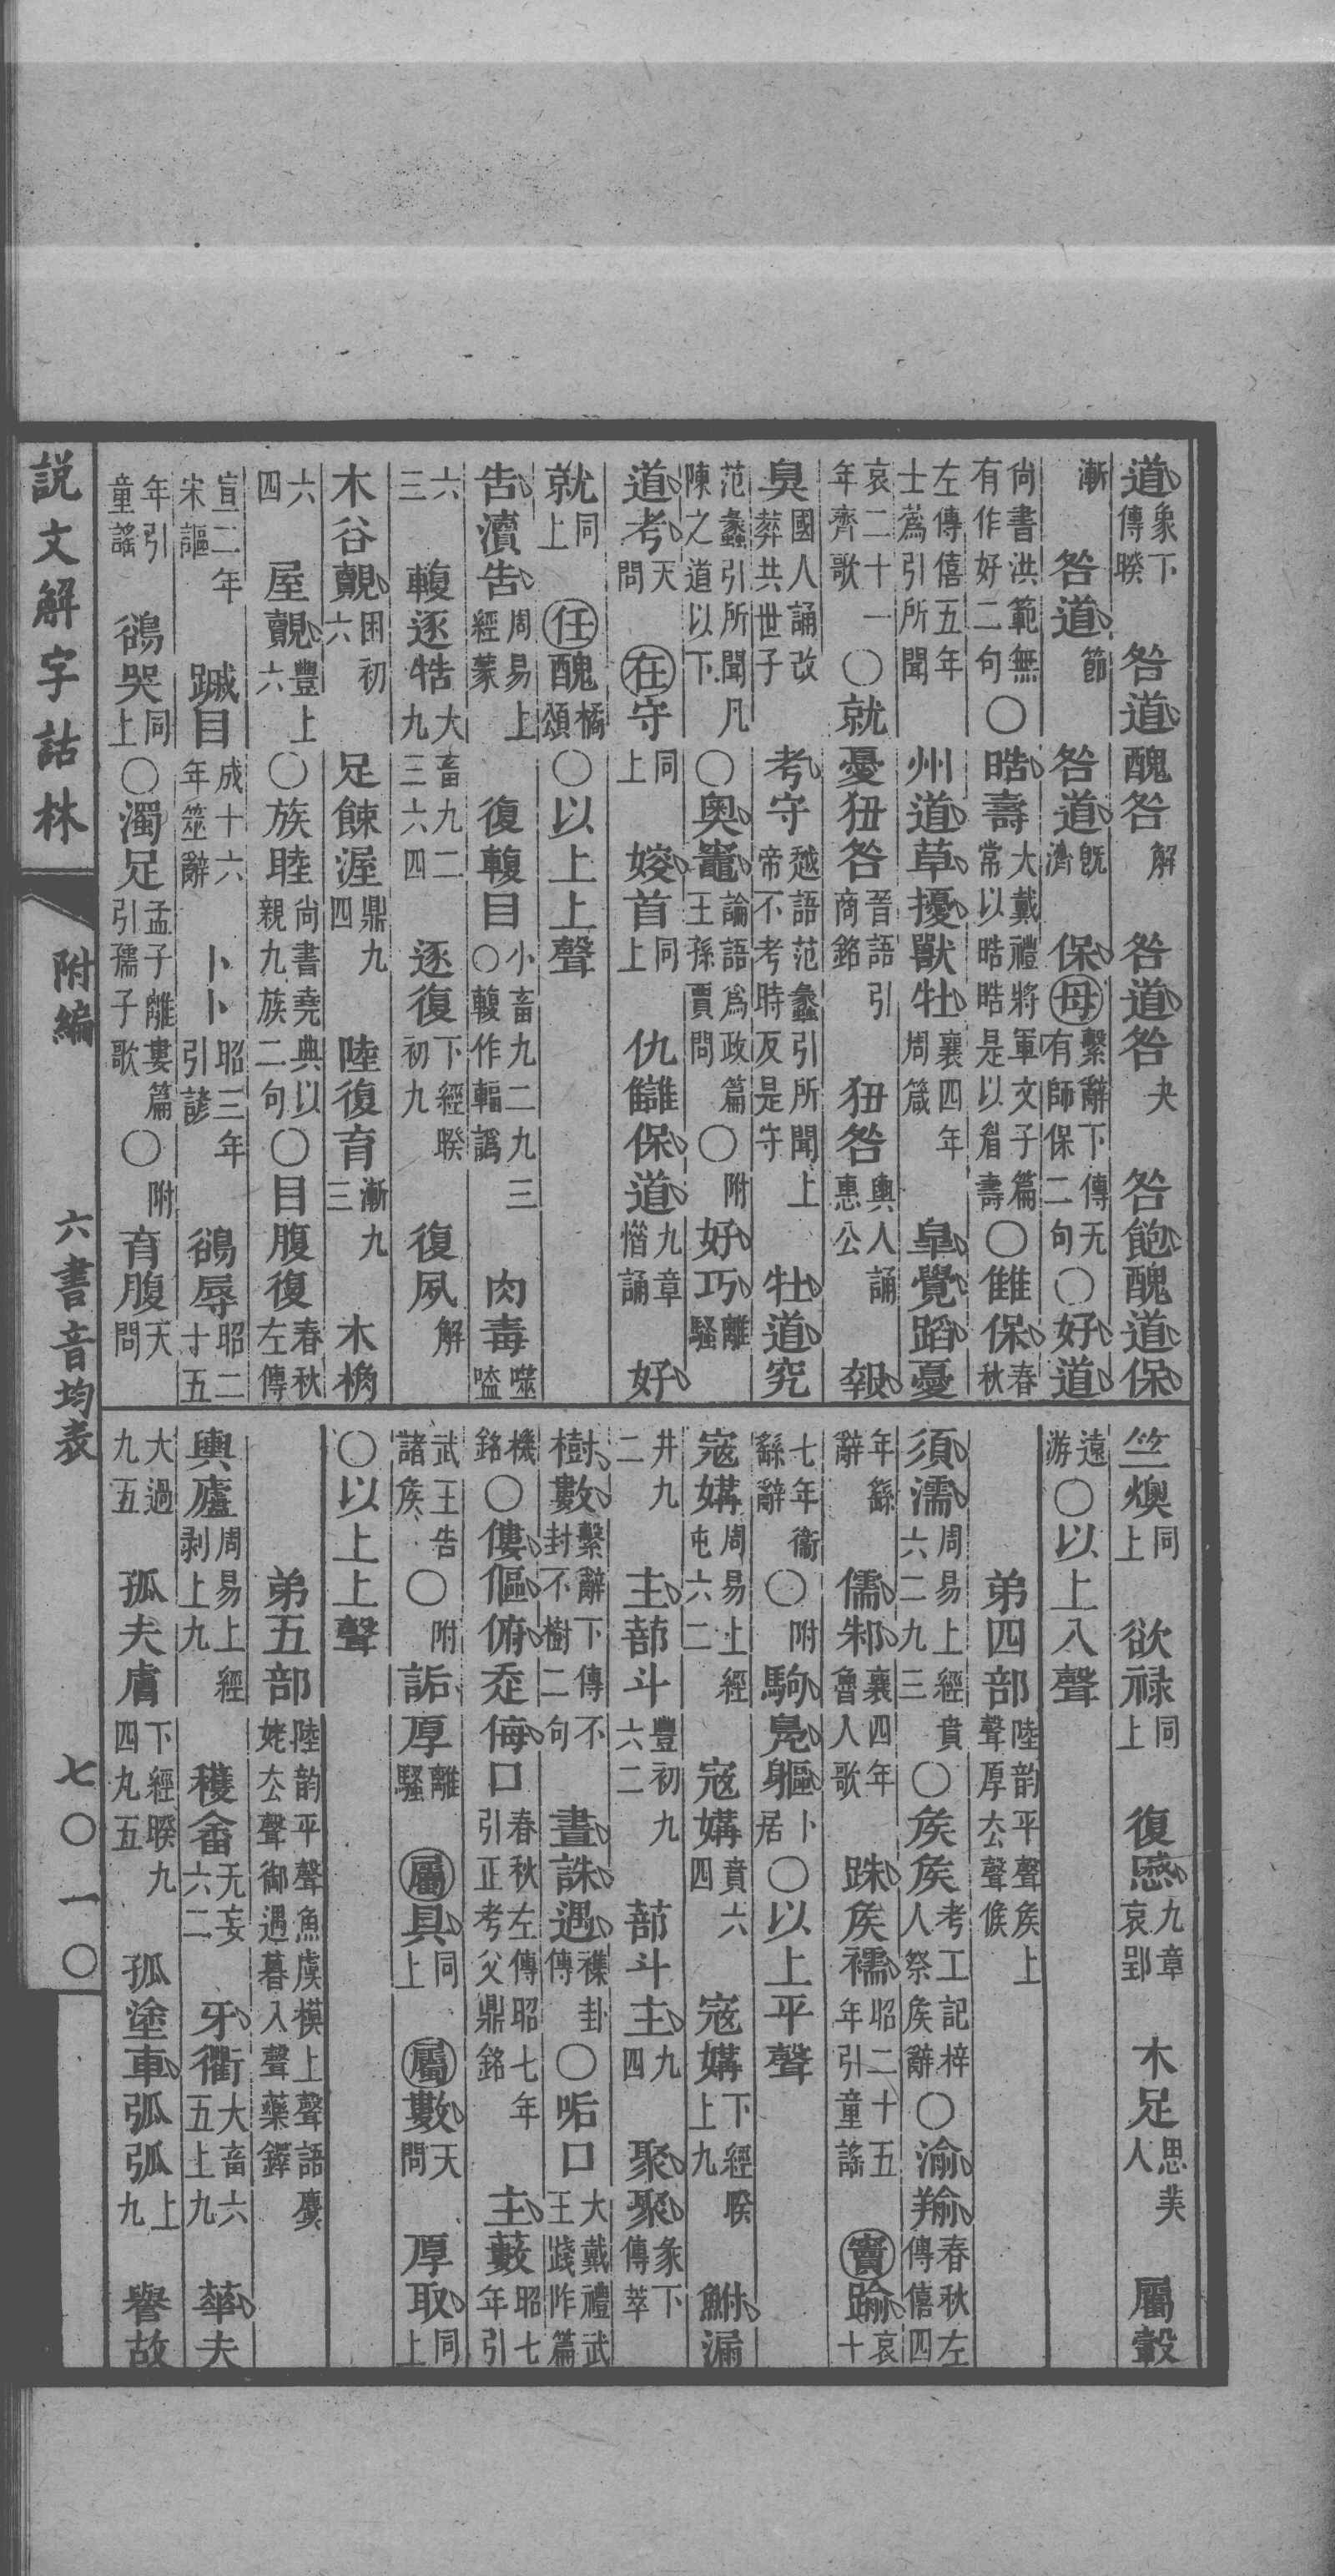 道象下傳睽　咎道醜咎解　咎道咎夬　咎飽醜道保
漸　咎道節　咎道既濟　保母繫辭下傳无有師保二句○好道
尚書洪範無有作好二句○晧壽大戴禮將軍文子篇常以晧晧是以眉壽○雔保春秋
左傳僖五年士蔿引所聞　州道草擾獸牡襄四年周箴　皐覺蹈憂
哀二十一年齊歌○就憂狃咎晉語引商銘　狃咎輿人誦惠公　報
臭國人誦改葬共世子　考守越語范蠡引所聞上帝不考時反是守　牡道究
范蠡引所聞凡陳之道以下○奧竈論語為政篇王孫賈問○附好巧離騷
道考天問　在守同上　嫂首同上　仇讎保道九章惜誦　好
就同上　任醜橘頌○以上上聲
告瀆告周易上經蒙　復輹目小畜九二九三○輹作輻譌　肉毒噬嗑
六三　輹逐牿大畜九二九三六四　逐復下經睽初九　復夙解
木谷覿困初六　足餗渥鼎九四　陸復育漸九三　木桷
六四　屋覿豐上六○族睦尚書堯典以親九族二句○目腹復春秋左傳
宣二年宋謳　蹴目成十六年筮辭　卜卜昭三年引諺　鵒辱昭二十五
年引童謠　鵒哭同上○濁足孟子離婁篇引孺子歌○附育腹天問
竺燠同上　欲祿同上　復慼九章哀郢　木足思美人　屬轂
遠游○以上入聲
弟四部陸韵平聲矦上聲厚厺聲候
須濡周易上經賁六二九三○矦矦考工記梓人祭矦辭○渝羭春秋左傳僖四
年繇辭　儒邾襄四年魯人歌　跦矦襦昭二十五年引童謠　竇踰哀十
七年衞繇辭○附駒鳧軀卜居○以上平聲
寇媾周易上經屯六二　寇媾賁六四　寇媾下經睽上九　鮒漏
井九二　主蔀斗豐初九六二　蔀斗主九四　聚聚彖下傳萃
樹數繫辭下傳不封不樹二句　晝誅遇襍卦傳○㖃口大戴禮武王踐阼篇武
機銘○僂傴俯㱔侮口春秋左傳昭七年引正考父鼎銘　主藪昭七年引
武王告諸矦○附詬厚離騷　屬具同上　屬數天問　厚取同上
○以上上聲
弟五部陸韵平聲魚虞模上聲語麌姥厺聲御遇暮入聲藥鐸
輿廬周易上經剥上九　穫畬无妄六二　牙衢大畜六五上九　華夫
大過九五　孤夫膚下經睽九四九五　孤塗車弧弧上九　譽故
説文解字詁林　附編　六書音均表　七〇一〇